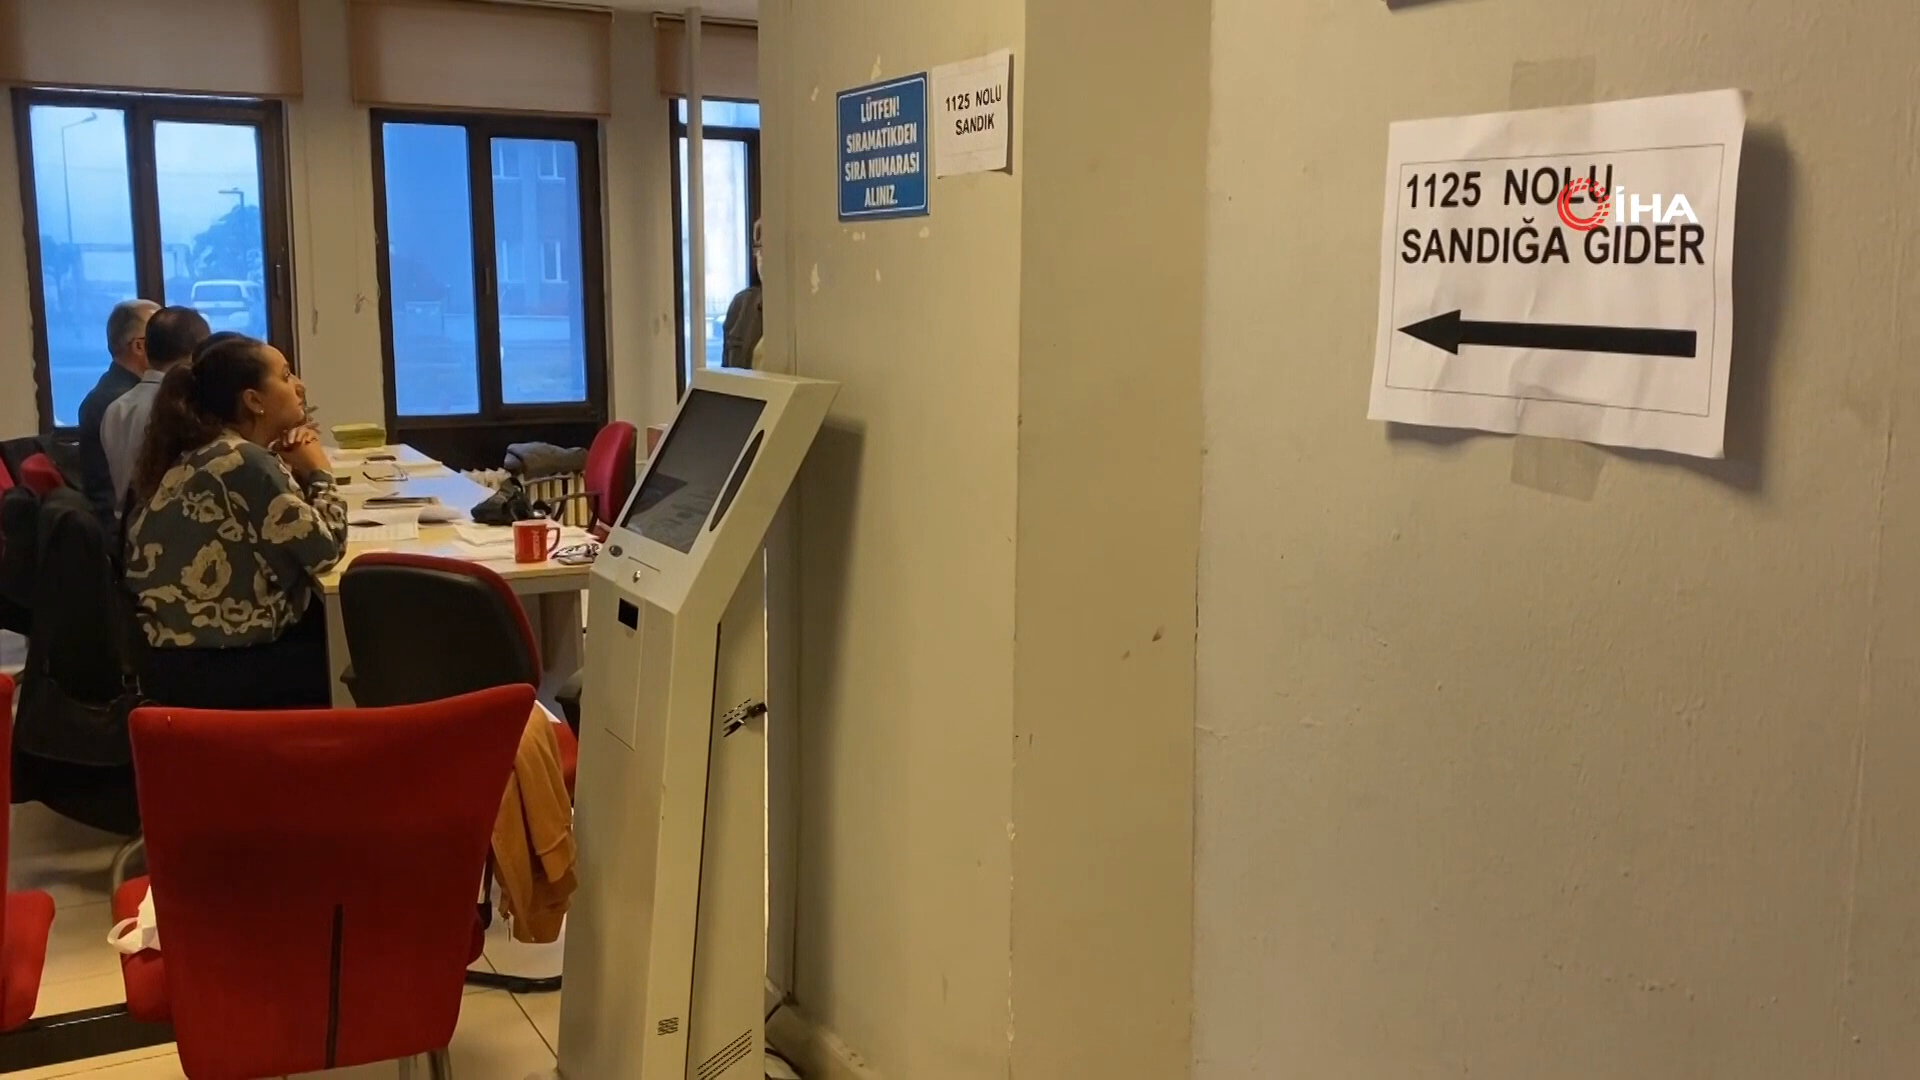 LÜTFEN!
SIRAMATİKDEN
SIRA NUMARASI
ALINIZ.
1125 NOLU
SANDIK
1125 NOLU
SANDIĞA GIDER
İHA